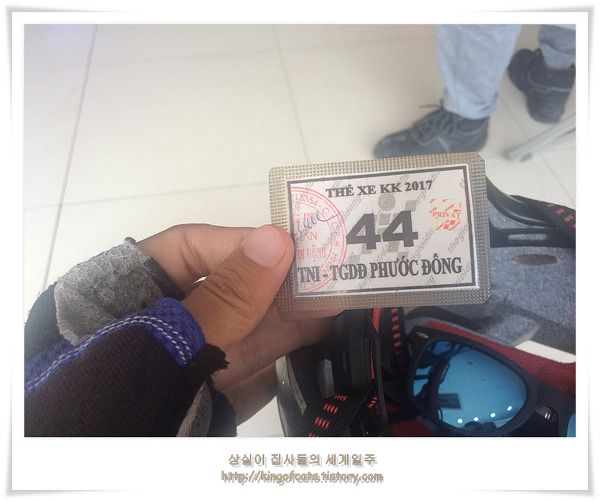 THẺ XE KK 2017
44
PRIVAT
TNI - TGDĐ PHƯỚC ĐÔNG
상실이 집사들의 세계일주
http://kingofcats.tistory.com